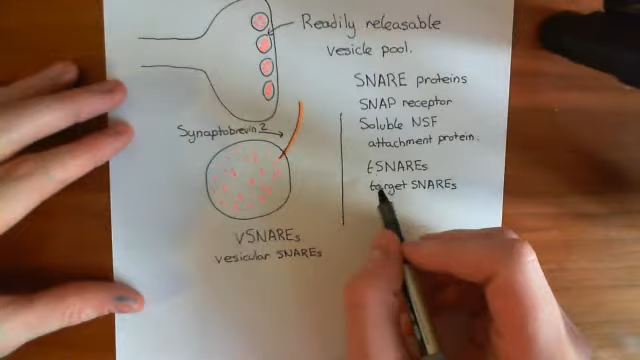 Readily releasable
vesicle pool.
SNARE proteins
SNAP receptor
Soluble NSF
attachment protein.
Synaptobrevin 2
tSNAREs
target SNAREs
vSNAREs
vesicular SNAREs